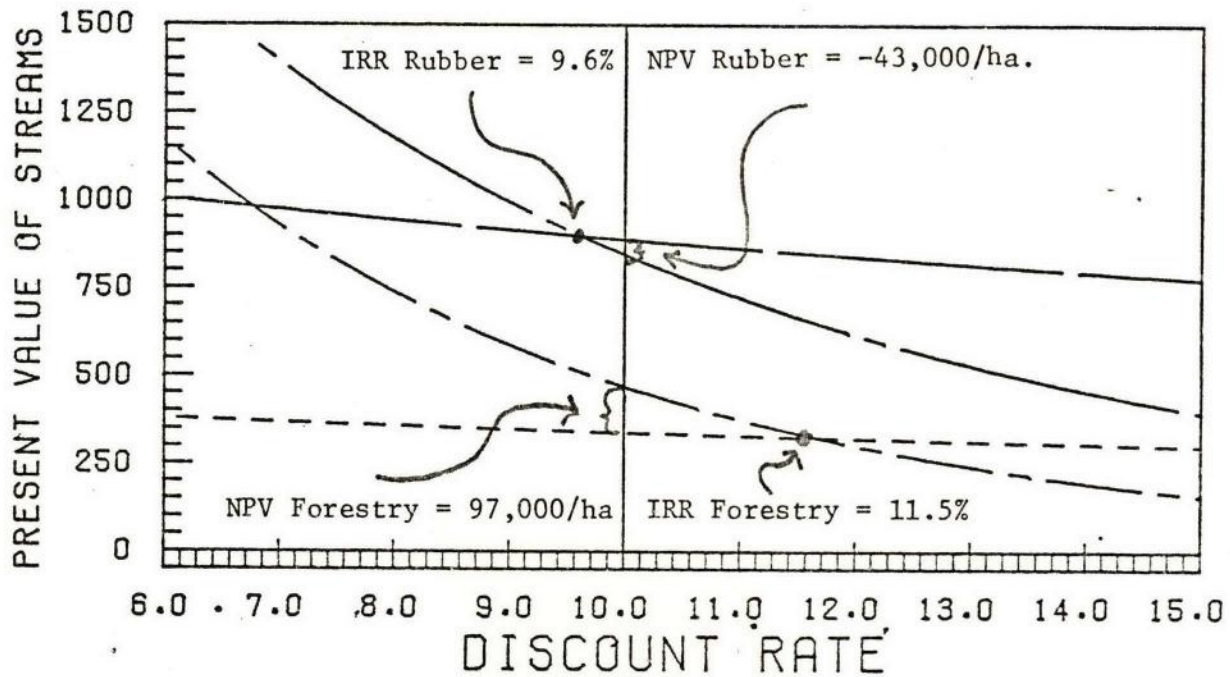 PRESENT VALUE OF STREAMS
1500
1250
1000
750
500
250
0
IRR Rubber = 9.6%
NPV Rubber = -43,000/ha.
NPV Forestry = 97,000/ha
IRR Forestry = 11.5%
6.0 7.0 8.0 9.0 10.0 11.0 12.0 13.0 14.0 15.0
DISCOUNT RATE